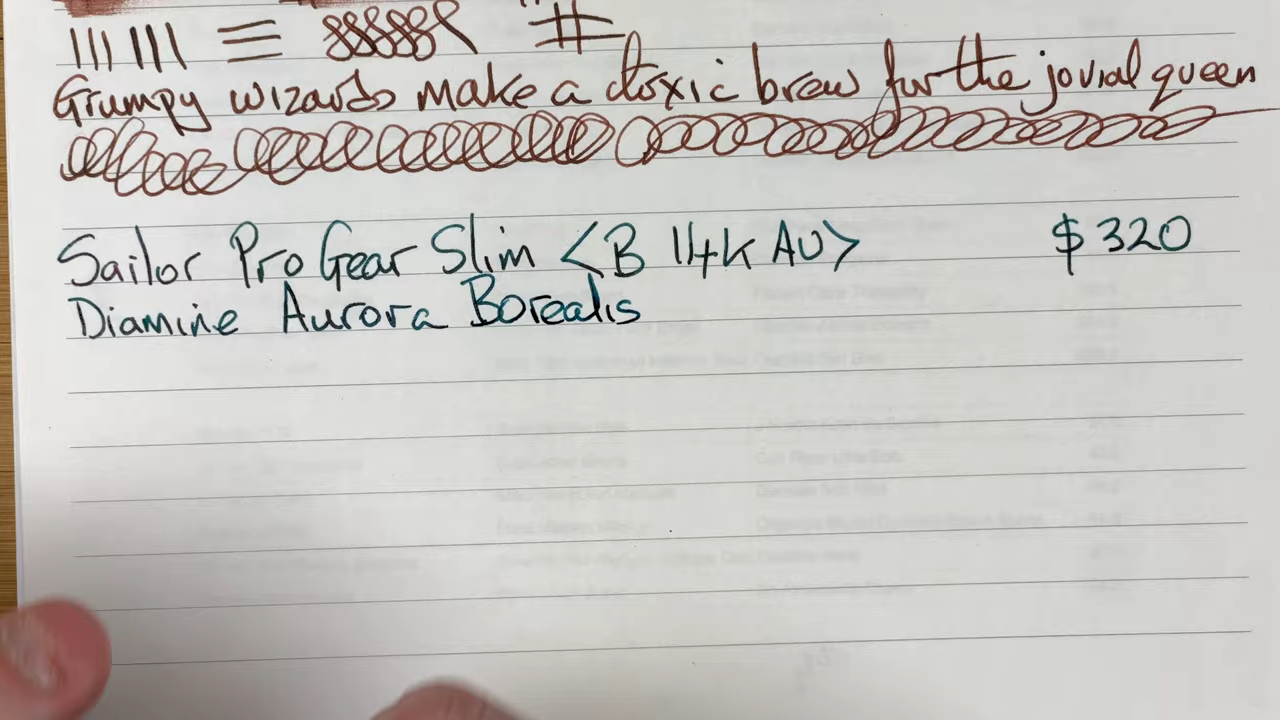 Grumpy wizards make a toxic brew for the jovial queen
Sailor Pro Gear Slim <B 14K AU> $320
Diamine Aurora Borealis